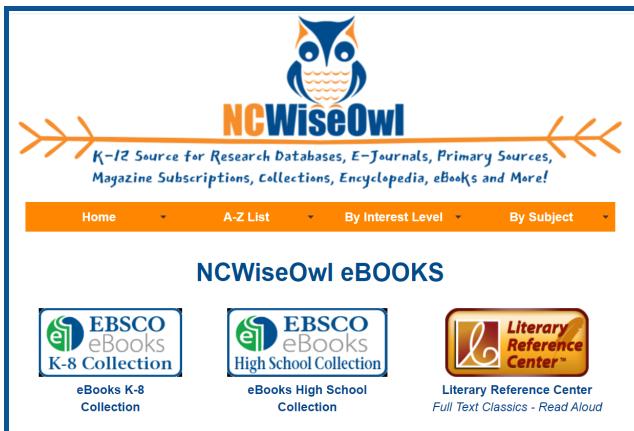 NCWiseOwl
K-12 Source for Research Databases, E-Journals, Primary Sources,
Magazine Subscriptions, Collections, Encyclopedia, eBooks and More!
Home A-Z List By Interest Level By Subject
NCWiseOwl eBOOKS
EBSCO
eBooks
K-8 Collection
EBSCO
eBooks
High School Collection
Literary
Reference
Center™
eBooks K-8
Collection
eBooks High School
Collection
Literary Reference Center
Full Text Classics - Read Aloud